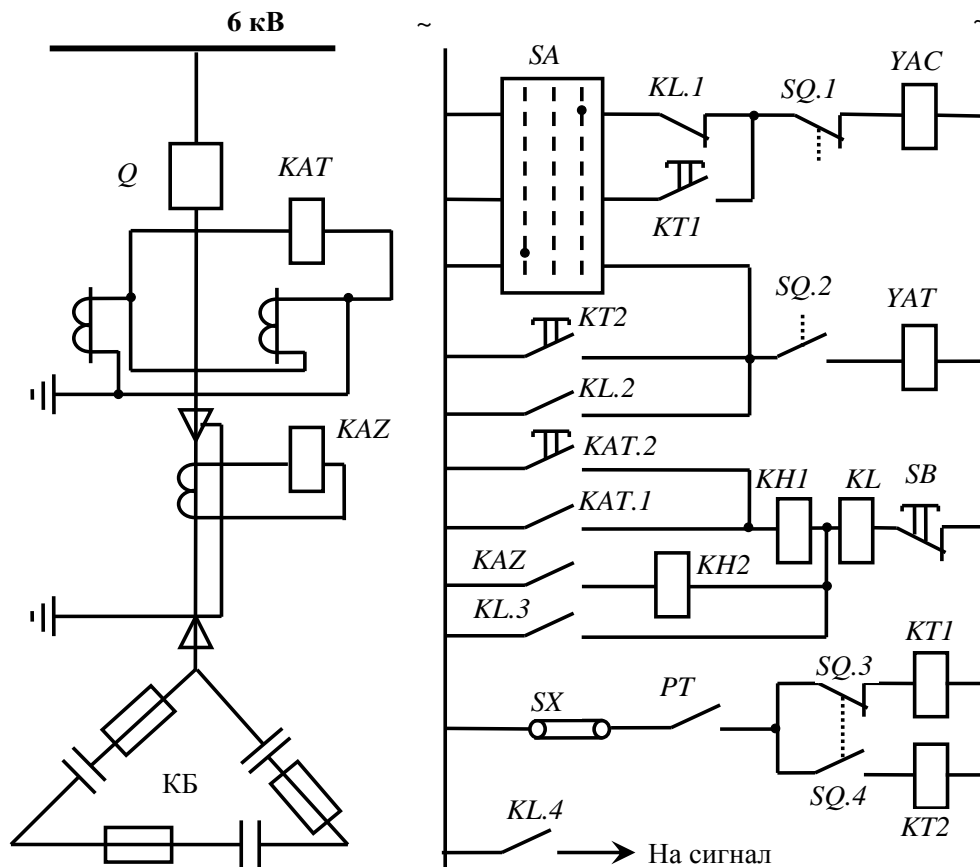 6 кВ
~
~
SA
KL.1
SQ.1
YAC
Q
KAT
KT1
KT2
SQ.2
YAT
KL.2
KAZ
KAT.2
KAT.1
KH1
KL
SB
KAZ
KH2
KL.3
KT1
SQ.3
SX
PT
КБ
SQ.4
KT2
KL.4
На сигнал